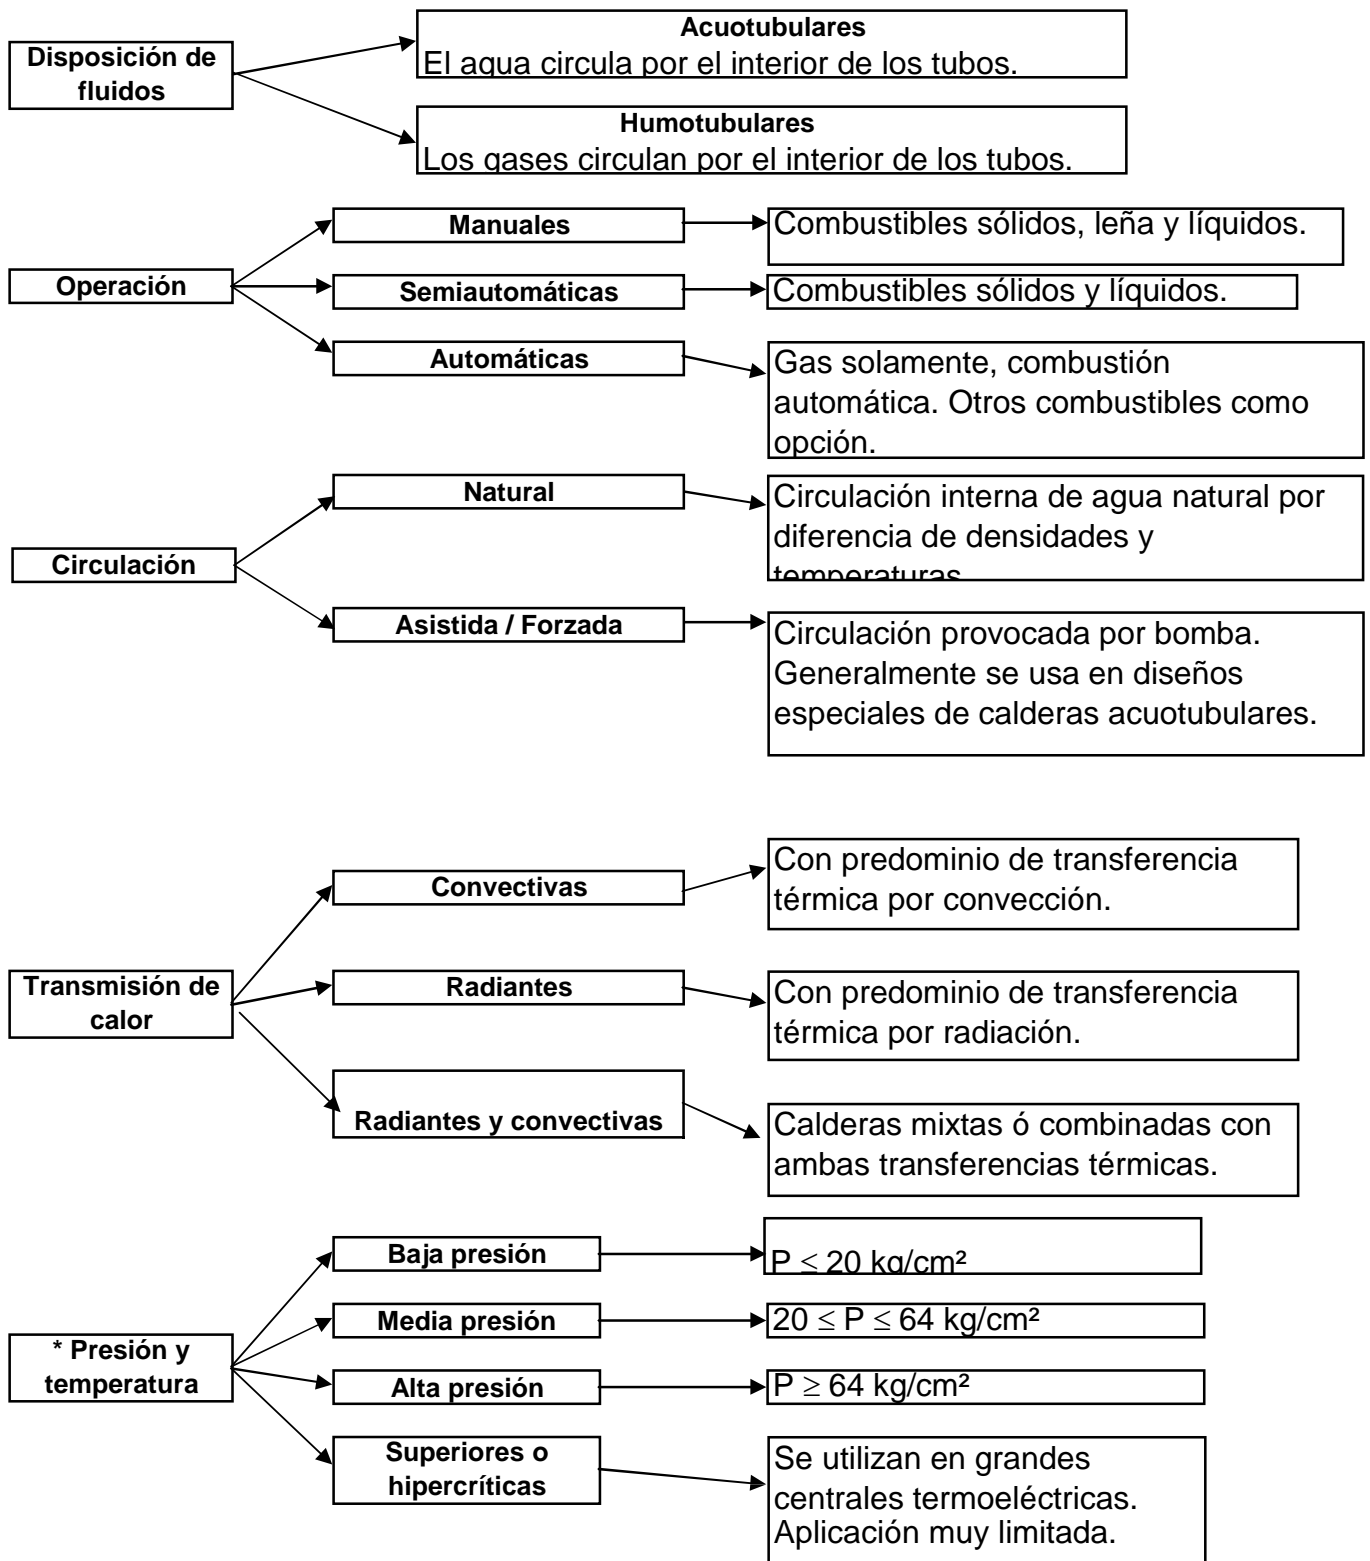 Disposición de
fluidos
Acuotubulares
El agua circula por el interior de los tubos.
Humotubulares
Los gases circulan por el interior de los tubos.
Operación
Manuales
Combustibles sólidos, leña y líquidos.
Semiautomáticas
Combustibles sólidos y líquidos.
Automáticas
Gas solamente, combustión
automática. Otros combustibles como
opción.
Circulación
Natural
Circulación interna de agua natural por
diferencia de densidades y
temperaturas
Asistida / Forzada
Circulación provocada por bomba.
Generalmente se usa en diseños
especiales de calderas acuotubulares.
Transmisión de
calor
Convectivas
Con predominio de transferencia
térmica por convección.
Radiantes
Con predominio de transferencia
térmica por radiación.
Radiantes y convectivas
Calderas mixtas ó combinadas con
ambas transferencias térmicas.
* Presión y
temperatura
Baja presión
P ≤ 20 kg/cm²
Media presión
20 ≤ P ≤ 64 kg/cm²
Alta presión
P ≥ 64 kg/cm²
Superiores o
hipercríticas
Se utilizan en grandes
centrales termoeléctricas.
Aplicación muy limitada.